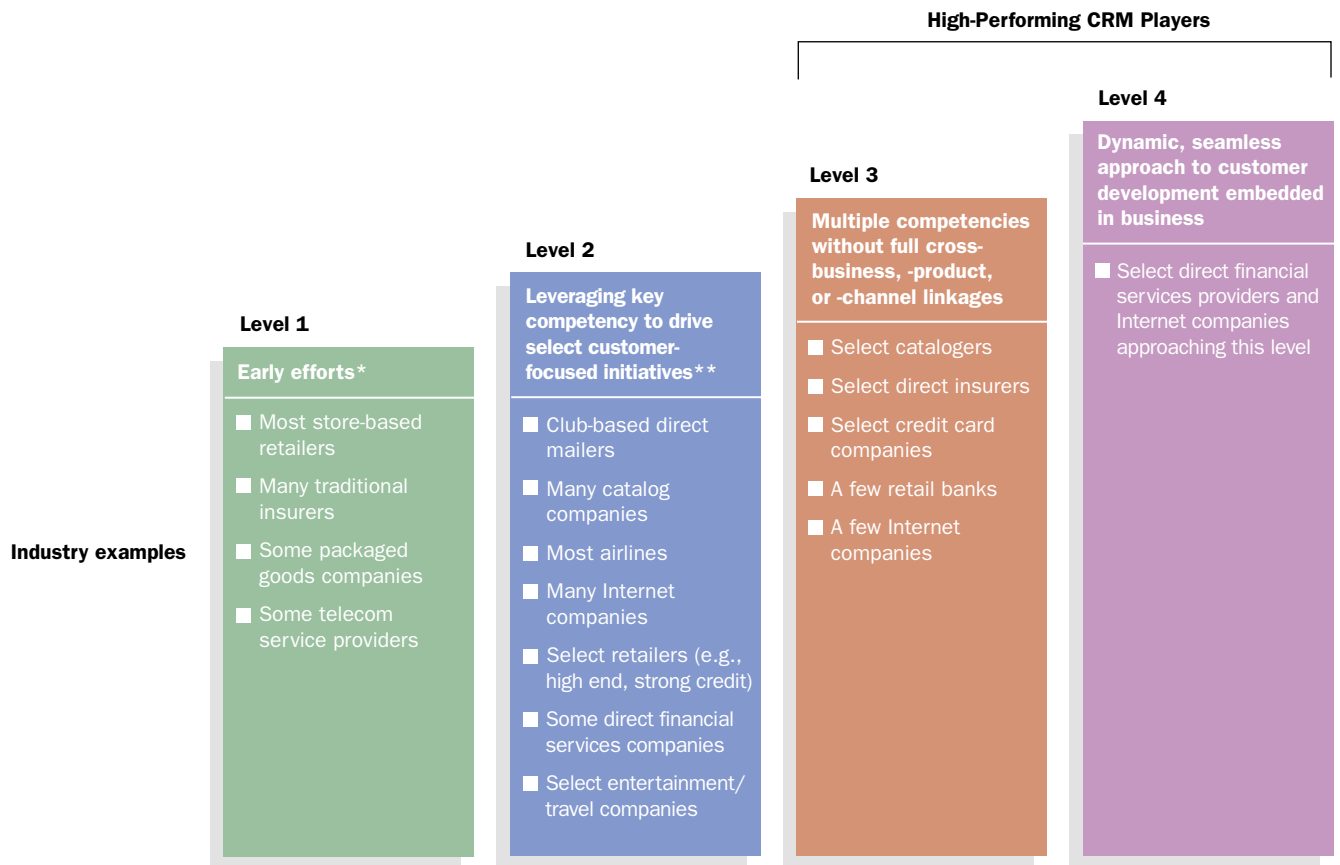 High-Performing CRM Players
Level 4
Dynamic, seamless
approach to customer
development embedded
in business
Select direct financial
services providers and
Internet companies
approaching this level
Level 3
Multiple competencies
without full cross-
business, -product,
or -channel linkages
Select catalogers
Select direct insurers
Select credit card
companies
A few retail banks
A few Internet
companies
Level 2
Leveraging key
competency to drive
select customer-
focused initiatives**
Club-based direct
mailers
Many catalog
companies
Most airlines
Many Internet
companies
Select retailers (e.g.,
high end, strong credit)
Some direct financial
services companies
Select entertainment/
travel companies
Level 1
Early efforts*
Most store-based
retailers
Many traditional
insurers
Some packaged
goods companies
Some telecom
service providers
Industry examples